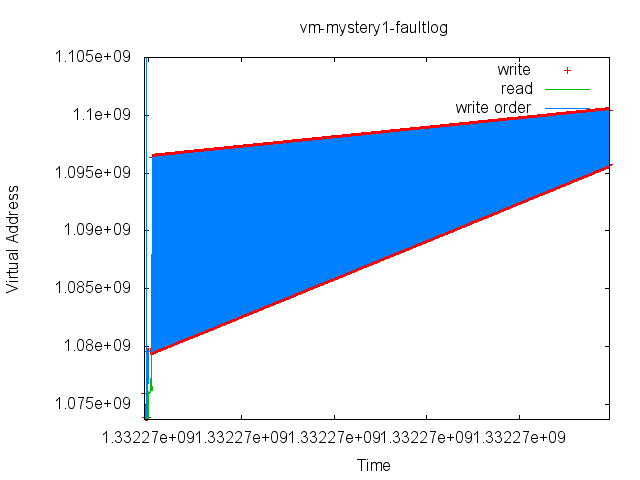 vm-mystery1-faultlog
1.105e+09
1.1e+09
1.095e+09
1.09e+09
1.085e+09
1.08e+09
1.075e+09
Virtual Address
write
read
write order
1.33227e+091.33227e+091.33227e+091.33227e+091.33227e+09
Time